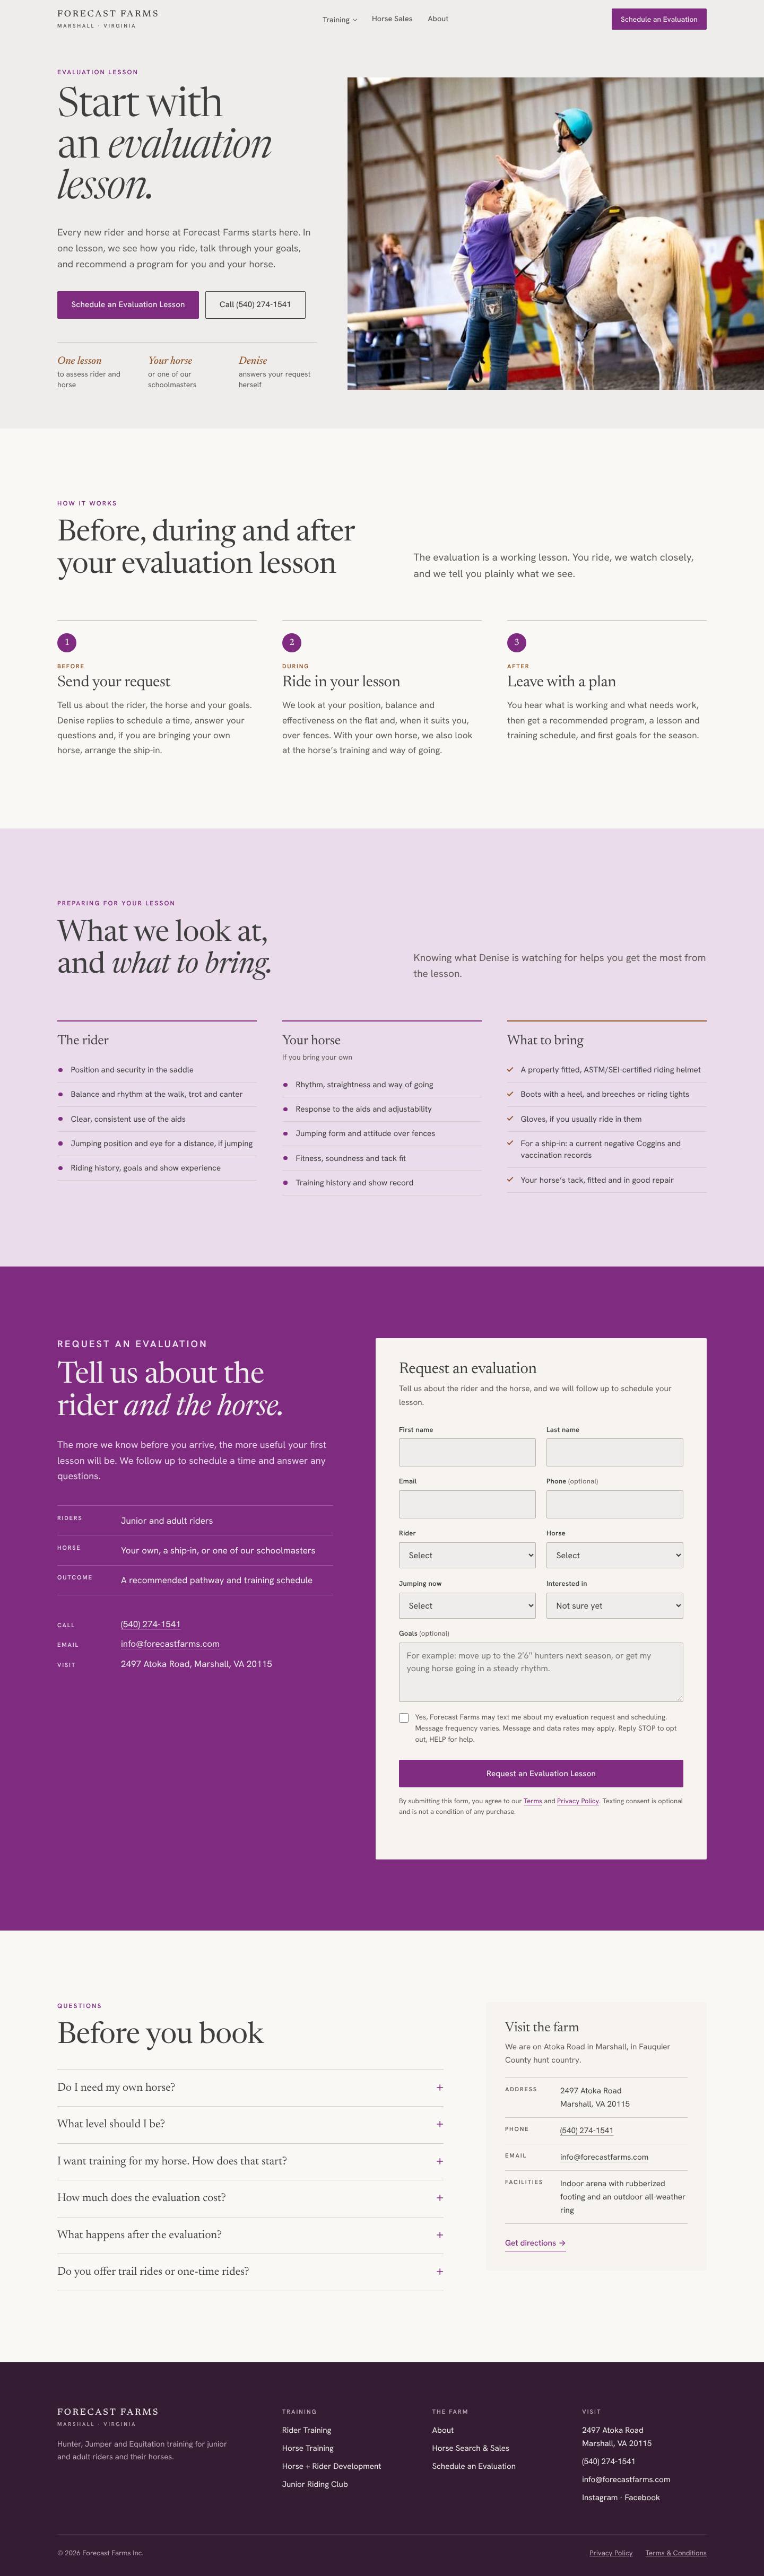 FORECAST FARMS
MARSHALL · VIRGINIA
Training
Horse Sales
About
Schedule an Evaluation
EVALUATION LESSON
Start with
an evaluation
lesson.
Every new rider and horse at Forecast Farms starts here. In
one lesson, we see how you ride, talk through your goals,
and recommend a program for you and your horse.
Schedule an Evaluation Lesson
Call (540) 274-1541
One lesson
to assess rider and
horse
Your horse
or one of our
schoolmasters
Denise
answers your request
herself
HOW IT WORKS
Before, during and after
your evaluation lesson
The evaluation is a working lesson. You ride, we watch closely,
and we tell you plainly what we see.
1
BEFORE
Send your request
Tell us about the rider, the horse and your goals.
Denise replies to schedule a time, answer your
questions and, if you are bringing your own
horse, arrange the ship-in.
2
DURING
Ride in your lesson
We look at your position, balance and
effectiveness on the flat and, when it suits you,
over fences. With your own horse, we also look
at the horse's training and way of going.
3
AFTER
Leave with a plan
You hear what is working and what needs work,
then get a recommended program, a lesson and
training schedule, and first goals for the season.
PREPARING FOR YOUR LESSON
What we look at,
and what to bring.
Knowing what Denise is watching for helps you get the most from
the lesson.
The rider
Position and security in the saddle
Balance and rhythm at the walk, trot and canter
Clear, consistent use of the aids
Jumping position and eye for a distance, if jumping
Riding history, goals and show experience
Your horse
If you bring your own
Rhythm, straightness and way of going
Response to the aids and adjustability
Jumping form and attitude over fences
Fitness, soundness and tack fit
Training history and show record
What to bring
A properly fitted, ASTM/SEI-certified riding helmet
Boots with a heel, and breeches or riding tights
Gloves, if you usually ride in them
For a ship-in: a current negative Coggins and
vaccination records
Your horse's tack, fitted and in good repair
REQUEST AN EVALUATION
Tell us about the
rider and the horse.
The more we know before you arrive, the more useful your first
lesson will be. We follow up to schedule a time and answer any
questions.
RIDERS
Junior and adult riders
HORSE
Your own, a ship-in, or one of our schoolmasters
OUTCOME
A recommended pathway and training schedule
CALL
(540) 274-1541
EMAIL
info@forecastfarms.com
VISIT
2497 Atoka Road, Marshall, VA 20115
Request an evaluation
Tell us about the rider and the horse, and we will follow up to schedule your
lesson.
First name
Last name
Email
Phone (optional)
Rider
Horse
Select
Select
Jumping now
Interested in
Select
Not sure yet
Goals (optional)
For example: move up to the 2'6" hunters next season, or get my
young horse going in a steady rhythm.
Yes, Forecast Farms may text me about my evaluation request and scheduling.
Message frequency varies. Message and data rates may apply. Reply STOP to opt
out, HELP for help.
Request an Evaluation Lesson
By submitting this form, you agree to our Terms and Privacy Policy. Texting consent is optional
and is not a condition of any purchase.
QUESTIONS
Before you book
Do I need my own horse?
What level should I be?
I want training for my horse. How does that start?
How much does the evaluation cost?
What happens after the evaluation?
Do you offer trail rides or one-time rides?
Visit the farm
We are on Atoka Road in Marshall, in Fauquier
County hunt country.
ADDRESS
2497 Atoka Road
Marshall, VA 20115
PHONE
(540) 274-1541
EMAIL
info@forecastfarms.com
FACILITIES
Indoor arena with rubberized
footing and an outdoor all-weather
ring
Get directions →
FORECAST FARMS
MARSHALL · VIRGINIA
Hunter, Jumper and Equitation training for junior
and adult riders and their horses.
TRAINING
Rider Training
Horse Training
Horse + Rider Development
Junior Riding Club
THE FARM
About
Horse Search & Sales
Schedule an Evaluation
VISIT
2497 Atoka Road
Marshall, VA 20115
(540) 274-1541
info@forecastfarms.com
Instagram · Facebook
© 2026 Forecast Farms Inc.
Privacy Policy
Terms & Conditions